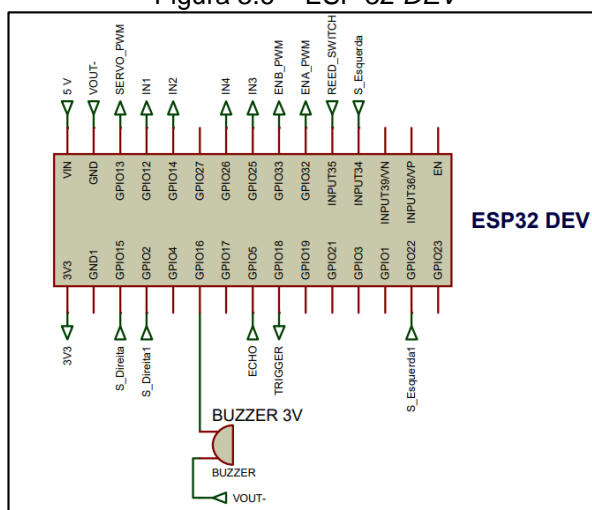 Figura – ESP 32 DEV
5 V
VOUT-
SERVO_PWM
IN1
IN2
IN4
IN3
ENB_PWM
ENA_PWM
REED_SWITCH
S_Esquerda
VIN
GND
GPIO13
GPIO12
GPIO14
GPIO27
GPIO26
GPIO25
GPIO33
GPIO32
INPUT35
INPUT34
INPUT39/VN
INPUT36/VP
EN
ESP32 DEV
3V3
GND1
GPIO15
GPIO2
GPIO4
GPIO16
GPIO17
GPIO5
GPIO18
GPIO19
GPIO21
GPIO3
GPIO1
GPIO22
GPIO23
3V3
S_Direita
S_Direita1
ECHO
TRIGGER
S_Esquerda1
BUZZER 3V
BUZZER
VOUT-